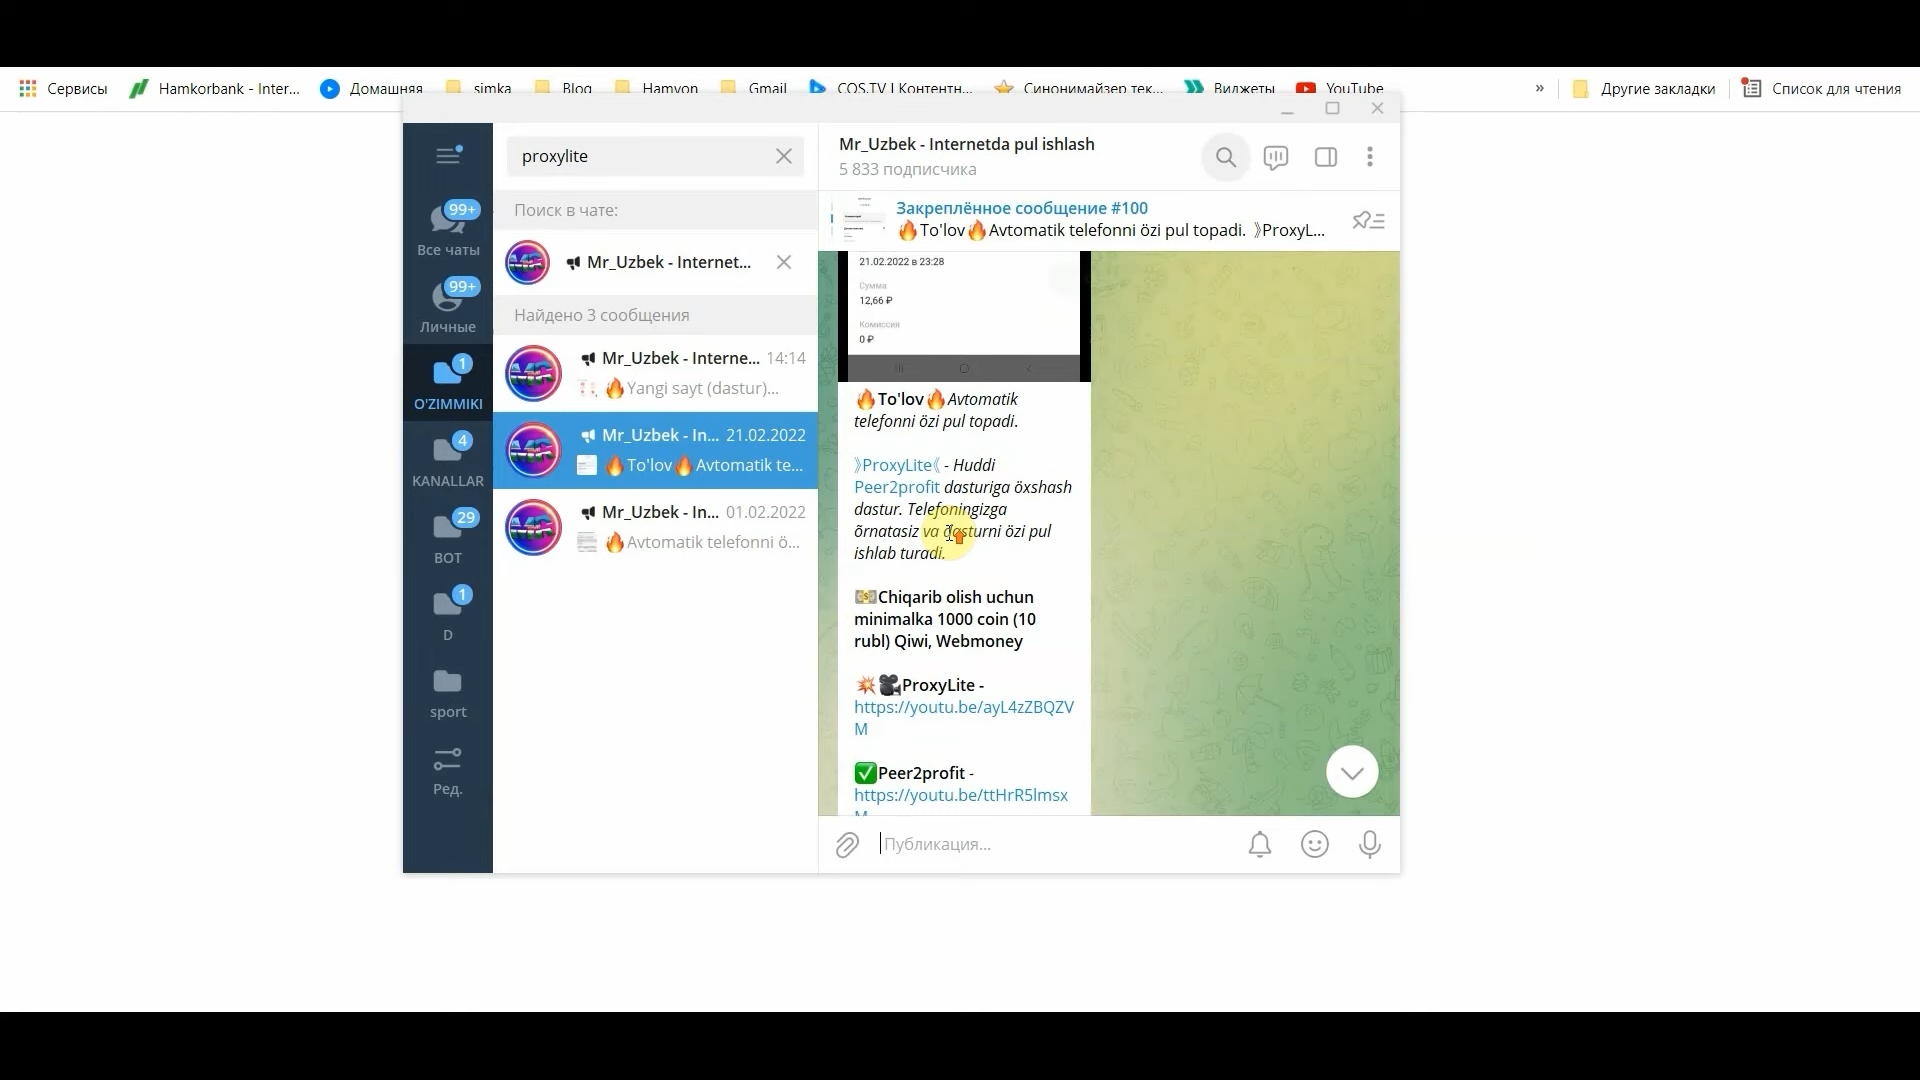 Сервисы
Hamkorbank - Inter...
Домашняя
simka
Blog
Hamyon
Gmail
COS.TV | Контентн...
Синонимайзер тек...
Виджеты
YouTube
»
Другие закладки
Список для чтения
99+
Все чаты
99+
Личные
1
O'ZIMMIKI
4
KANALLAR
29
BOT
1
D
sport
Ред.
proxylite
Поиск в чате:
Mr_Uzbek - Internet...
Найдено 3 сообщения
Mr_Uzbek - Interne... 14:14
🔥Yangi sayt (dastur)...
Mr_Uzbek - In... 21.02.2022
🔥To'lov🔥Avtomatik te...
Mr_Uzbek - In... 01.02.2022
🔥Avtomatik telefonni ö...
Mr_Uzbek - Internetda pul ishlash
5 833 подписчика
Закреплённое сообщение #100
🔥To'lov🔥Avtomatik telefonni özi pul topadi. 》ProxyL...
21.02.2022 в 23:28
Сумма
12,66 ₽
Комиссия
0 ₽
🔥To'lov🔥Avtomatik
telefonni özi pul topadi.
》ProxyLite《 - Huddi
Peer2profit dasturiga öxshash
dastur. Telefoningizga
õrnatasiz va dasturni özi pul
ishlab turadi.
💵Chiqarib olish uchun
minimalka 1000 coin (10
rubl) Qiwi, Webmoney
💥🎥ProxyLite -
https://youtu.be/ayL4zZBQZV
M
✅Peer2profit -
https://youtu.be/ttHrR5lmsx
M
Публикация...